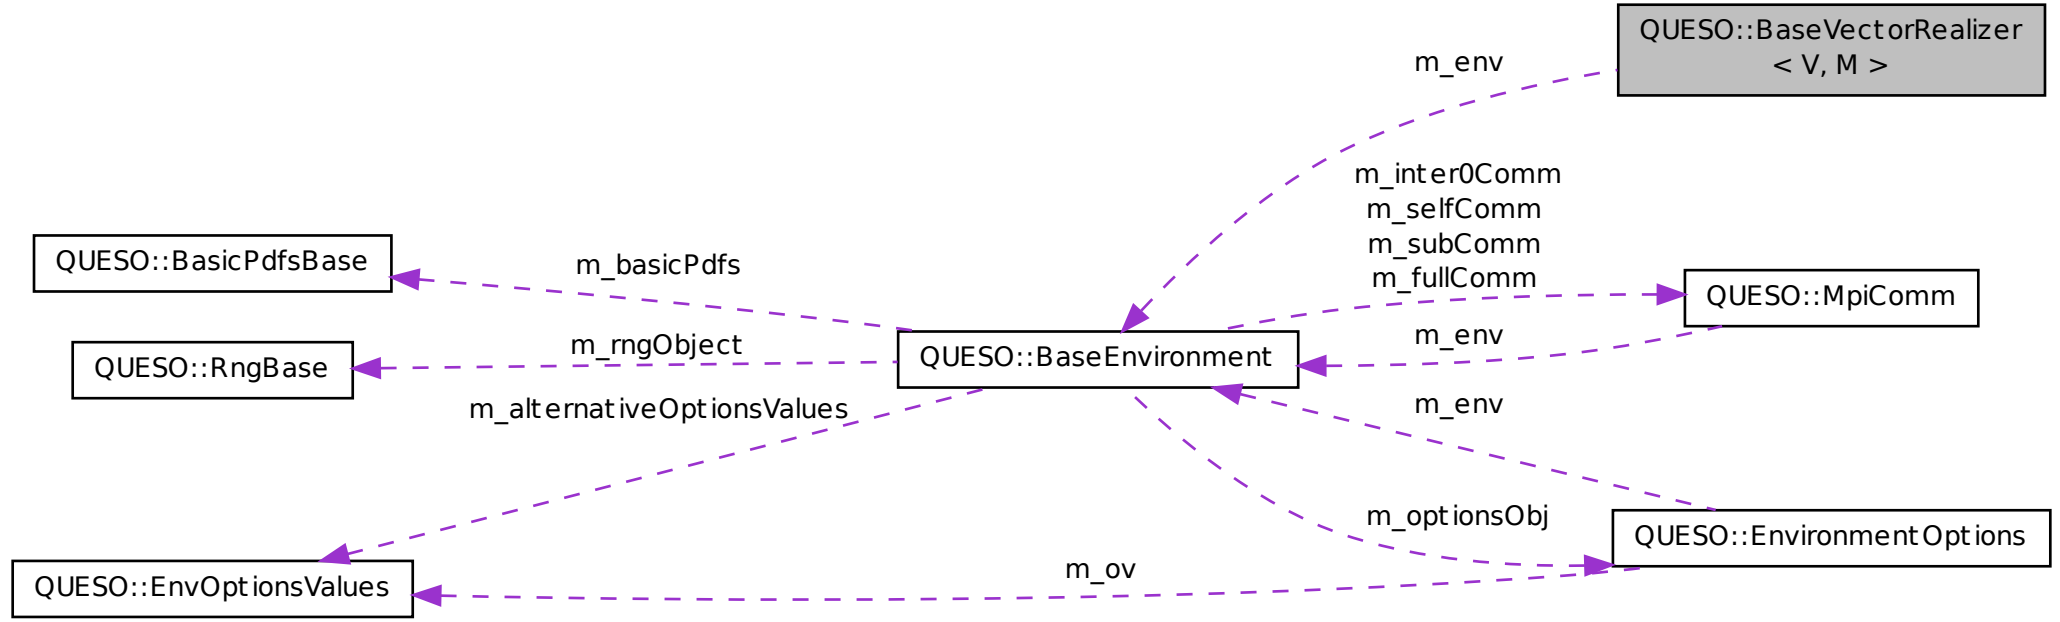 QUESO::BaseVectorRealizer
< V, M >
m_env
m_inter0Comm
m_selfComm
m_subComm
m_fullComm
QUESO::BasicPdfsBase
m_basicPdfs
QUESO::MpiComm
m_env
m_rngObject
QUESO::BaseEnvironment
QUESO::RngBase
m_alternativeOptionsValues
m_env
m_optionsObj
QUESO::EnvironmentOptions
m_ov
QUESO::EnvOptionsValues